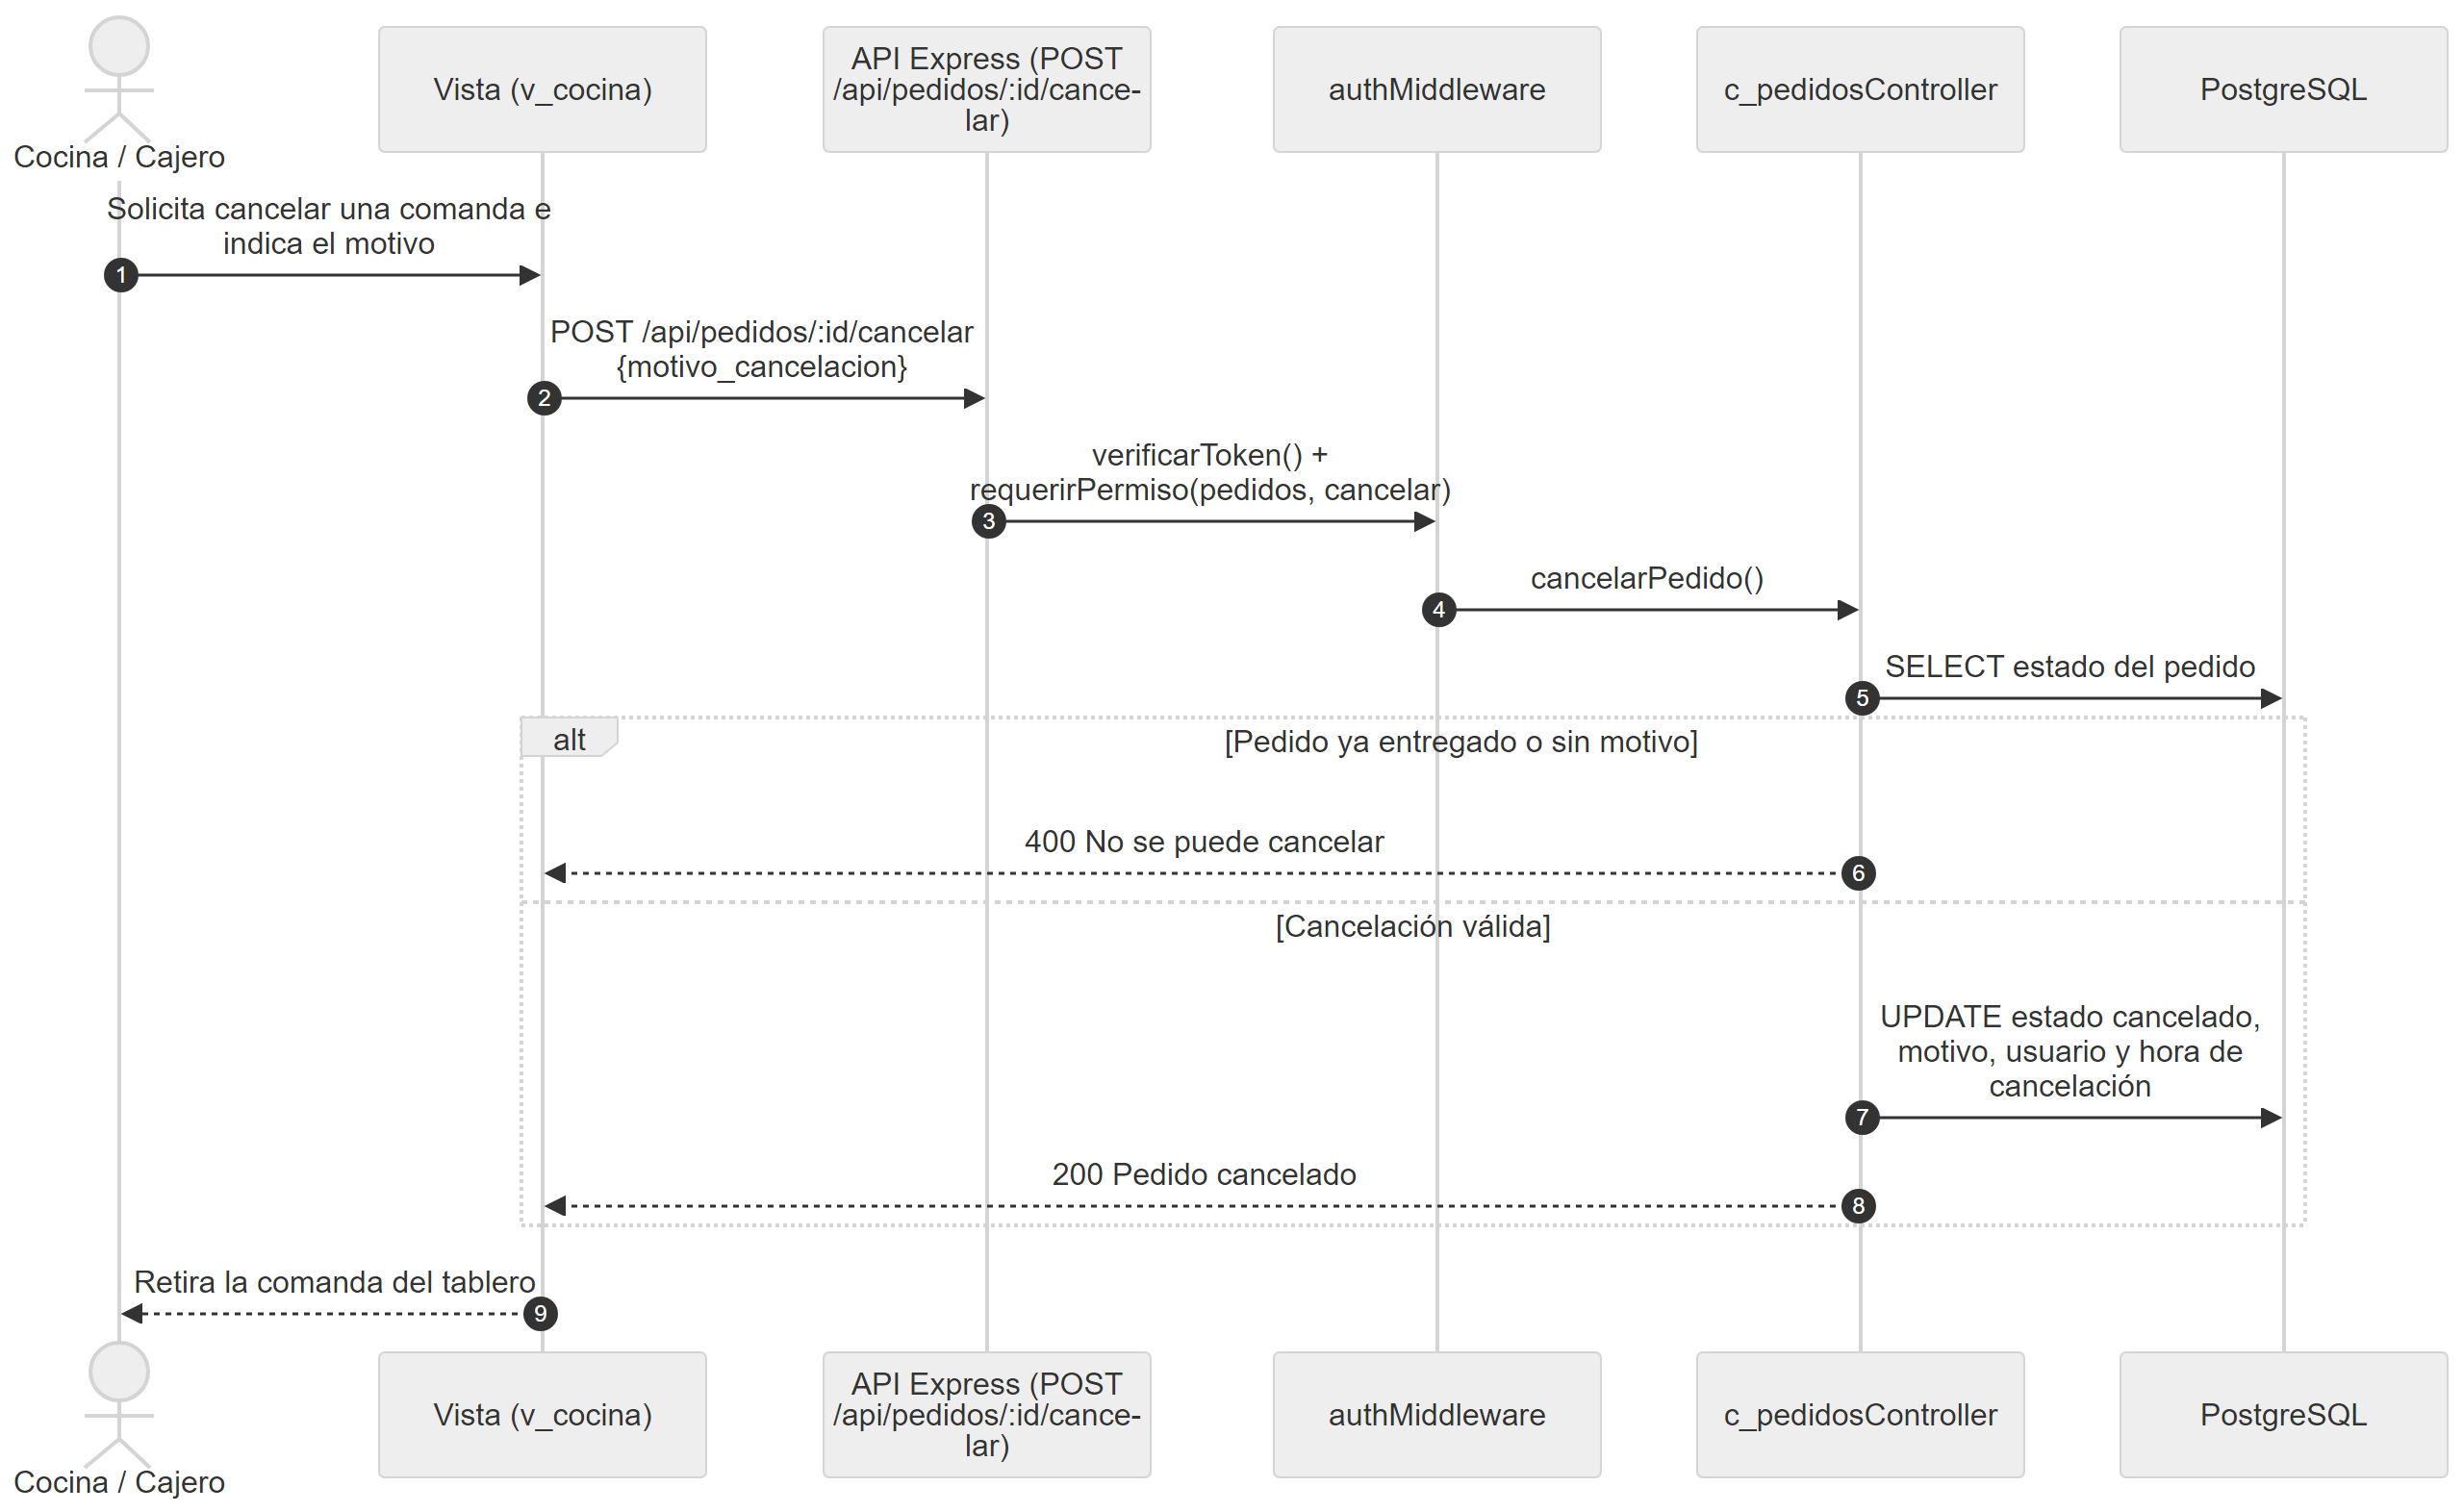 Cocina / Cajero
Vista (v_cocina)
API Express (POST
/api/pedidos/:id/cance-
lar)
authMiddleware
c_pedidosController
PostgreSQL
Solicita cancelar una comanda e
indica el motivo
1
POST /api/pedidos/:id/cancelar
{motivo_cancelacion}
2
verificarToken() +
requerirPermiso(pedidos, cancelar)
3
cancelarPedido()
4
SELECT estado del pedido
5
alt
[Pedido ya entregado o sin motivo]
400 No se puede cancelar
6
[Cancelación válida]
UPDATE estado cancelado,
motivo, usuario y hora de
cancelación
7
200 Pedido cancelado
8
Retira la comanda del tablero
9
Cocina / Cajero
Vista (v_cocina)
API Express (POST
/api/pedidos/:id/cance-
lar)
authMiddleware
c_pedidosController
PostgreSQL